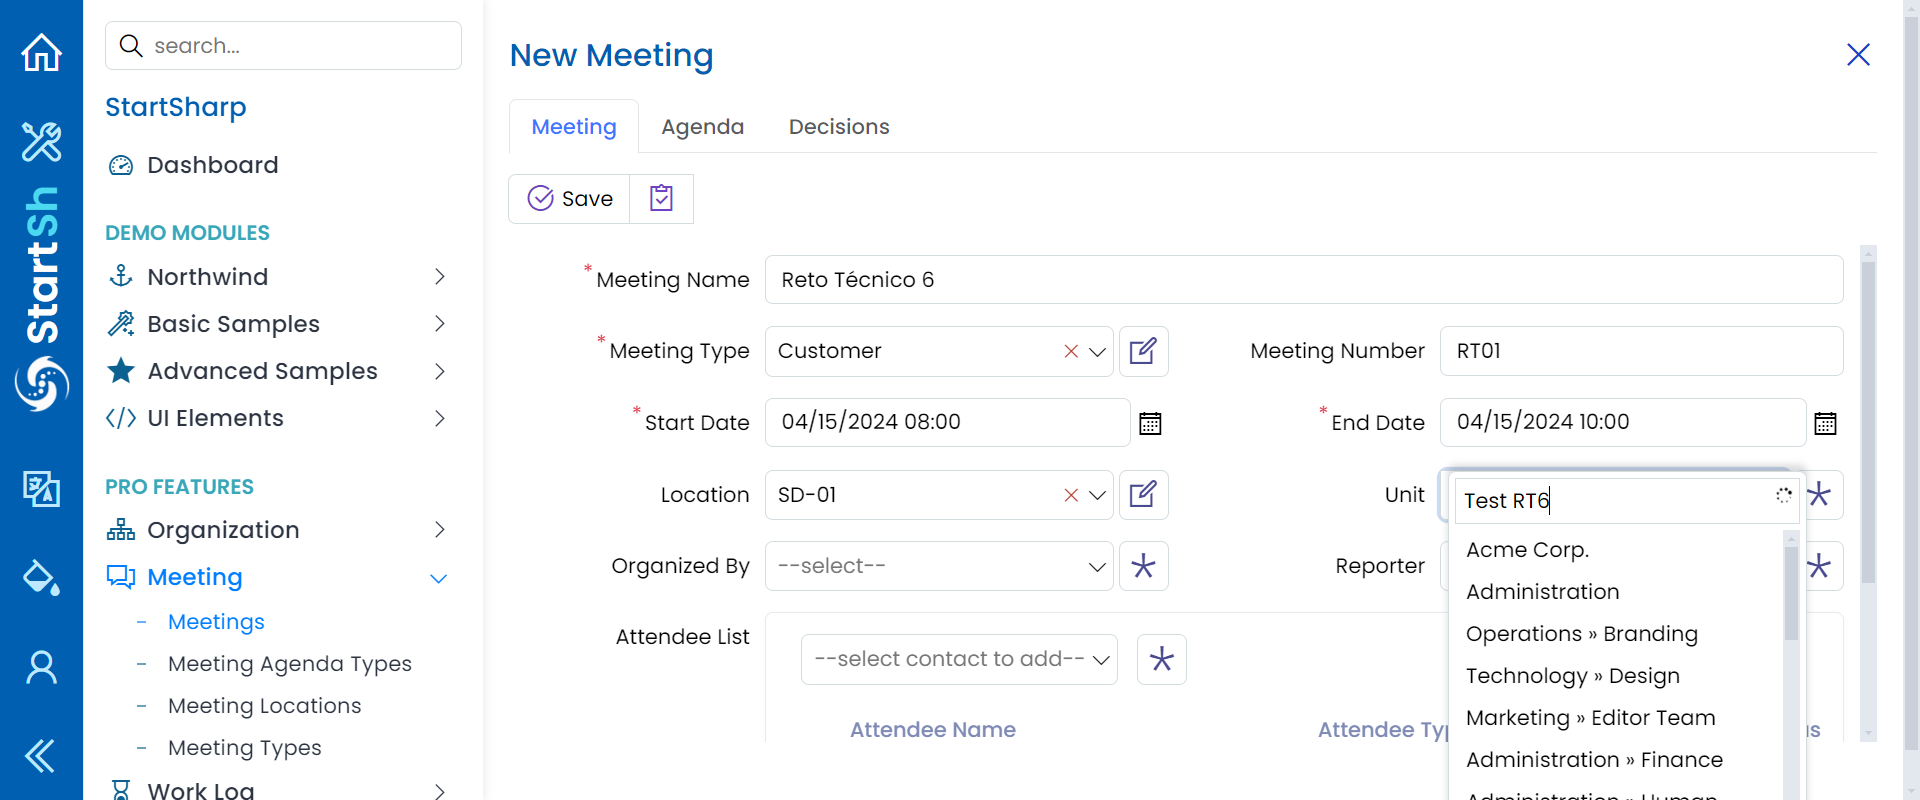 StartSh
search...
StartSharp
Dashboard
DEMO MODULES
Northwind
Basic Samples
Advanced Samples
UI Elements
PRO FEATURES
Organization
Meeting
- Meetings
- Meeting Agenda Types
- Meeting Locations
- Meeting Types
Work Log
New Meeting
Meeting Agenda Decisions
Save
* Meeting Name Reto Técnico 6
* Meeting Type Customer
Meeting Number RT01
* Start Date 04/15/2024 08:00
* End Date 04/15/2024 10:00
Location SD-01
Unit
Test RT6
Acme Corp.
Administration
Operations » Branding
Technology » Design
Marketing » Editor Team
Administration » Finance
Administration » Human
Organized By --select--
Reporter
Attendee List
--select contact to add--
Attendee Name Attendee Ty